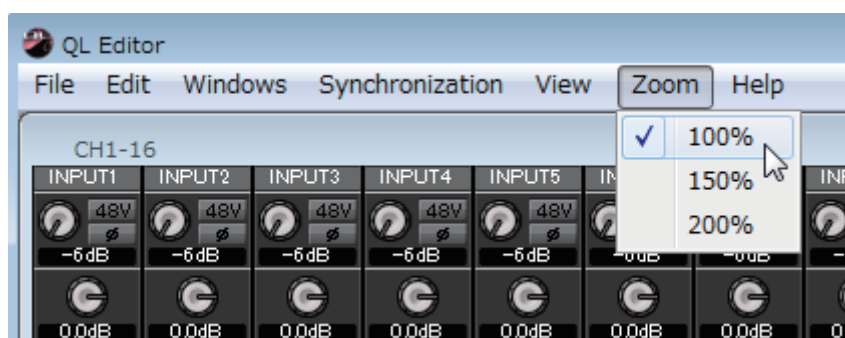 QL Editor
File Edit Windows Synchronization View Zoom Help
CH1-16
100%
150%
200%
INPUT1 INPUT2 INPUT3 INPUT4 INPUT5
48V 48V 48V 48V 48V
ø ø ø ø ø
-6dB -6dB -6dB -6dB -6dB
0.0dB 0.0dB 0.0dB 0.0dB 0.0dB 0.0dB 0.0dB